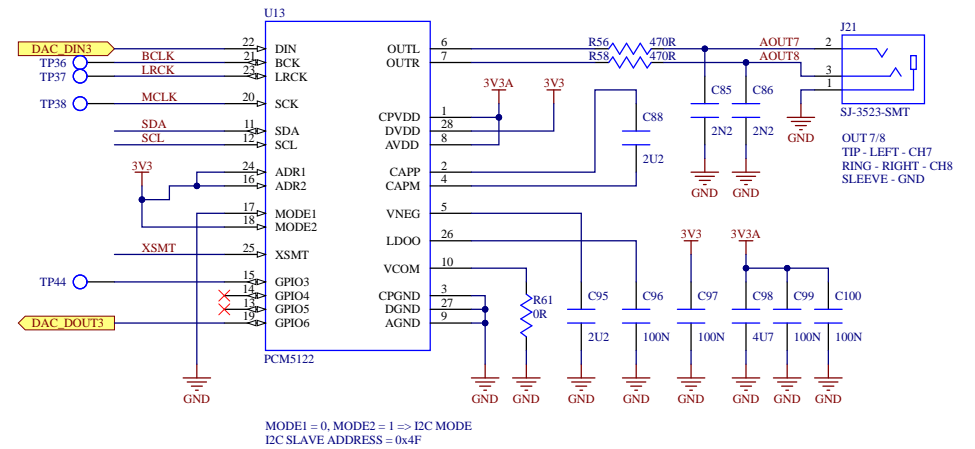 U13
DAC_DIN3
TP36
BCLK
TP37
LRCK
TP38
MCLK
SDA
SCL
3V3
XSMT
TP44
DAC_DOUT3
GND
22 DIN
21 BCK
23 LRCK
20 SCK
11 SDA
12 SCL
24 ADR1
16 ADR2
17 MODE1
18 MODE2
25 XSMT
15 GPIO3
14 GPIO4
13 GPIO5
19 GPIO6
OUTL 6
OUTR 7
CPVDD 1
DVDD 28
AVDD 8
CAPP 2
CAPM 4
VNEG 5
LDOO 26
VCOM 10
CPGND 3
DGND 27
AGND 9
PCM5122
R56 470R
R58 470R
3V3A
3V3
C88
2U2
C85
2N2
GND
C86
2N2
GND
AOUT7 2
AOUT8 3
1
GND
J21
SJ-3523-SMT
OUT 7/8
TIP - LEFT - CH7
RING - RIGHT - CH8
SLEEVE - GND
GND
R61
0R
GND
C95
2U2
GND
C96
100N
GND
3V3
C97
100N
GND
3V3A
C98
4U7
GND
C99
100N
GND
C100
100N
GND
MODE1 = 0, MODE2 = 1 => I2C MODE
I2C SLAVE ADDRESS = 0x4F